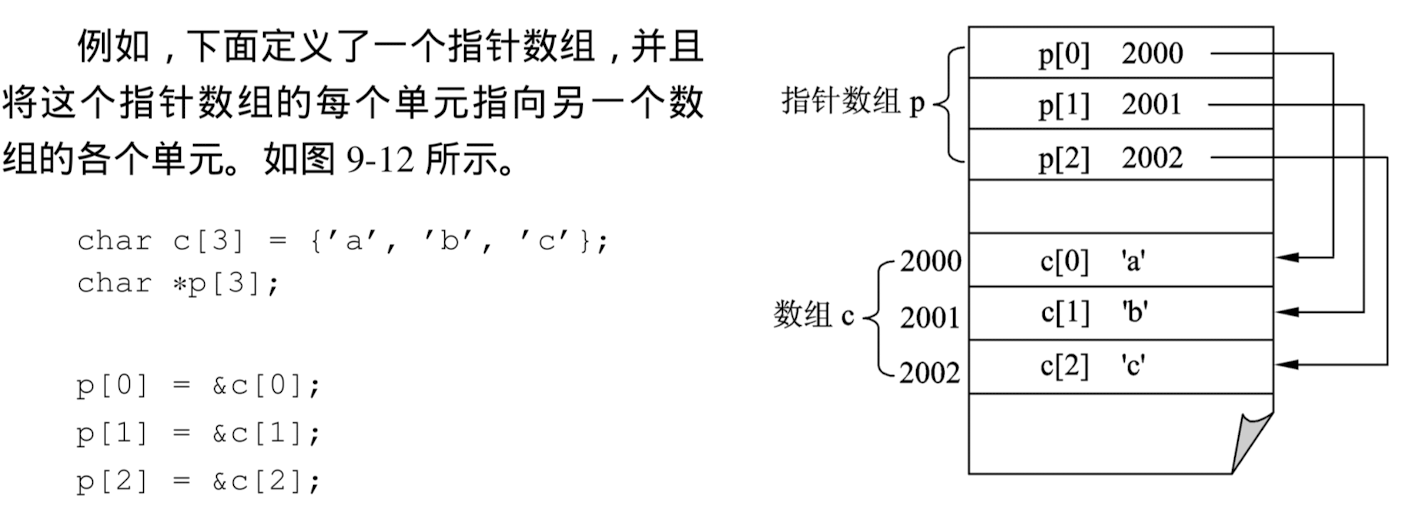 例如，下面定义了一个指针数组，并且
将这个指针数组的每个单元指向另一个数
组的各个单元。如图 9-12 所示。
char c[3] = {'a', 'b', 'c'};
char *p[3];
p[0] = &c[0];
p[1] = &c[1];
p[2] = &c[2];
指针数组 p
p[0] 2000
p[1] 2001
p[2] 2002
数组 c
2000 c[0] 'a'
2001 c[1] 'b'
2002 c[2] 'c'